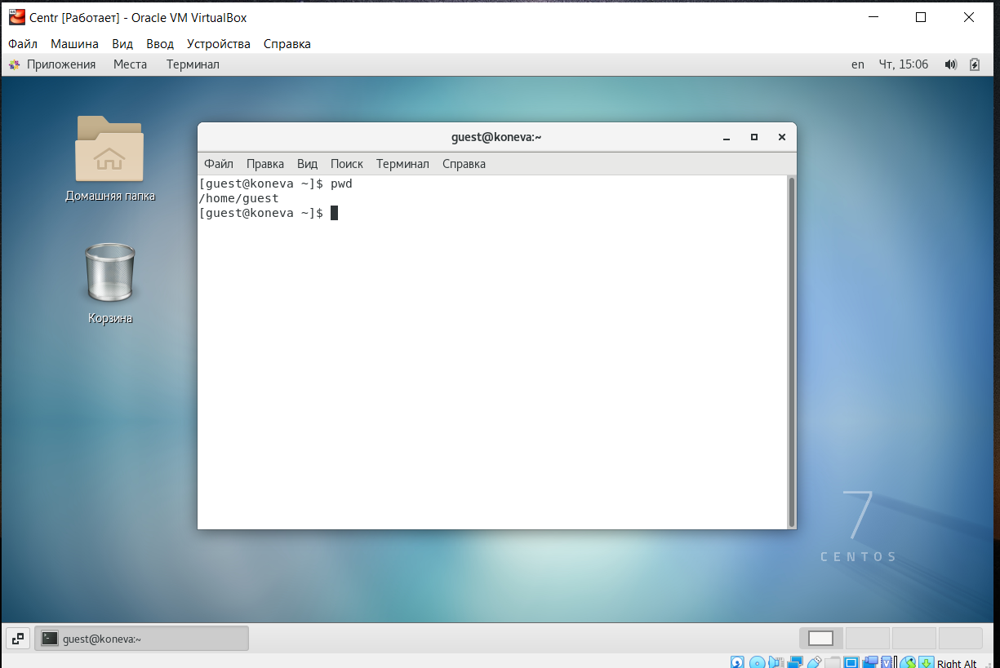 Centr [Работает] - Oracle VM VirtualBox
Файл Машина Вид Ввод Устройства Справка
Приложения Места Терминал en Чт, 15:06
guest@koneva:~
Файл Правка Вид Поиск Терминал Справка
[guest@koneva ~]$ pwd
/home/guest
[guest@koneva ~]$
Домашняя папка
Корзина
7
CENTOS
guest@koneva:~
Right Alt